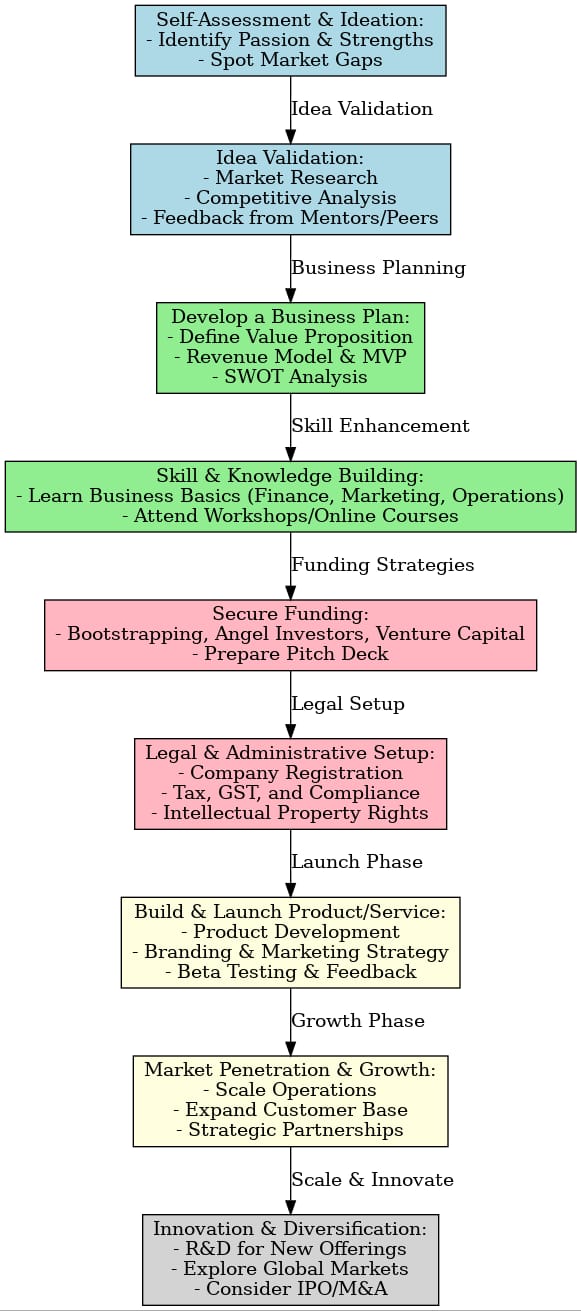 Self-Assessment & Ideation:
- Identify Passion & Strengths
- Spot Market Gaps
Idea Validation
Idea Validation:
- Market Research
- Competitive Analysis
- Feedback from Mentors/Peers
Business Planning
Develop a Business Plan:
- Define Value Proposition
- Revenue Model & MVP
- SWOT Analysis
Skill Enhancement
Skill & Knowledge Building:
- Learn Business Basics (Finance, Marketing, Operations)
- Attend Workshops/Online Courses
Funding Strategies
Secure Funding:
- Bootstrapping, Angel Investors, Venture Capital
- Prepare Pitch Deck
Legal Setup
Legal & Administrative Setup:
- Company Registration
- Tax, GST, and Compliance
- Intellectual Property Rights
Launch Phase
Build & Launch Product/Service:
- Product Development
- Branding & Marketing Strategy
- Beta Testing & Feedback
Growth Phase
Market Penetration & Growth:
- Scale Operations
- Expand Customer Base
- Strategic Partnerships
Scale & Innovate
Innovation & Diversification:
- R&D for New Offerings
- Explore Global Markets
- Consider IPO/M&A